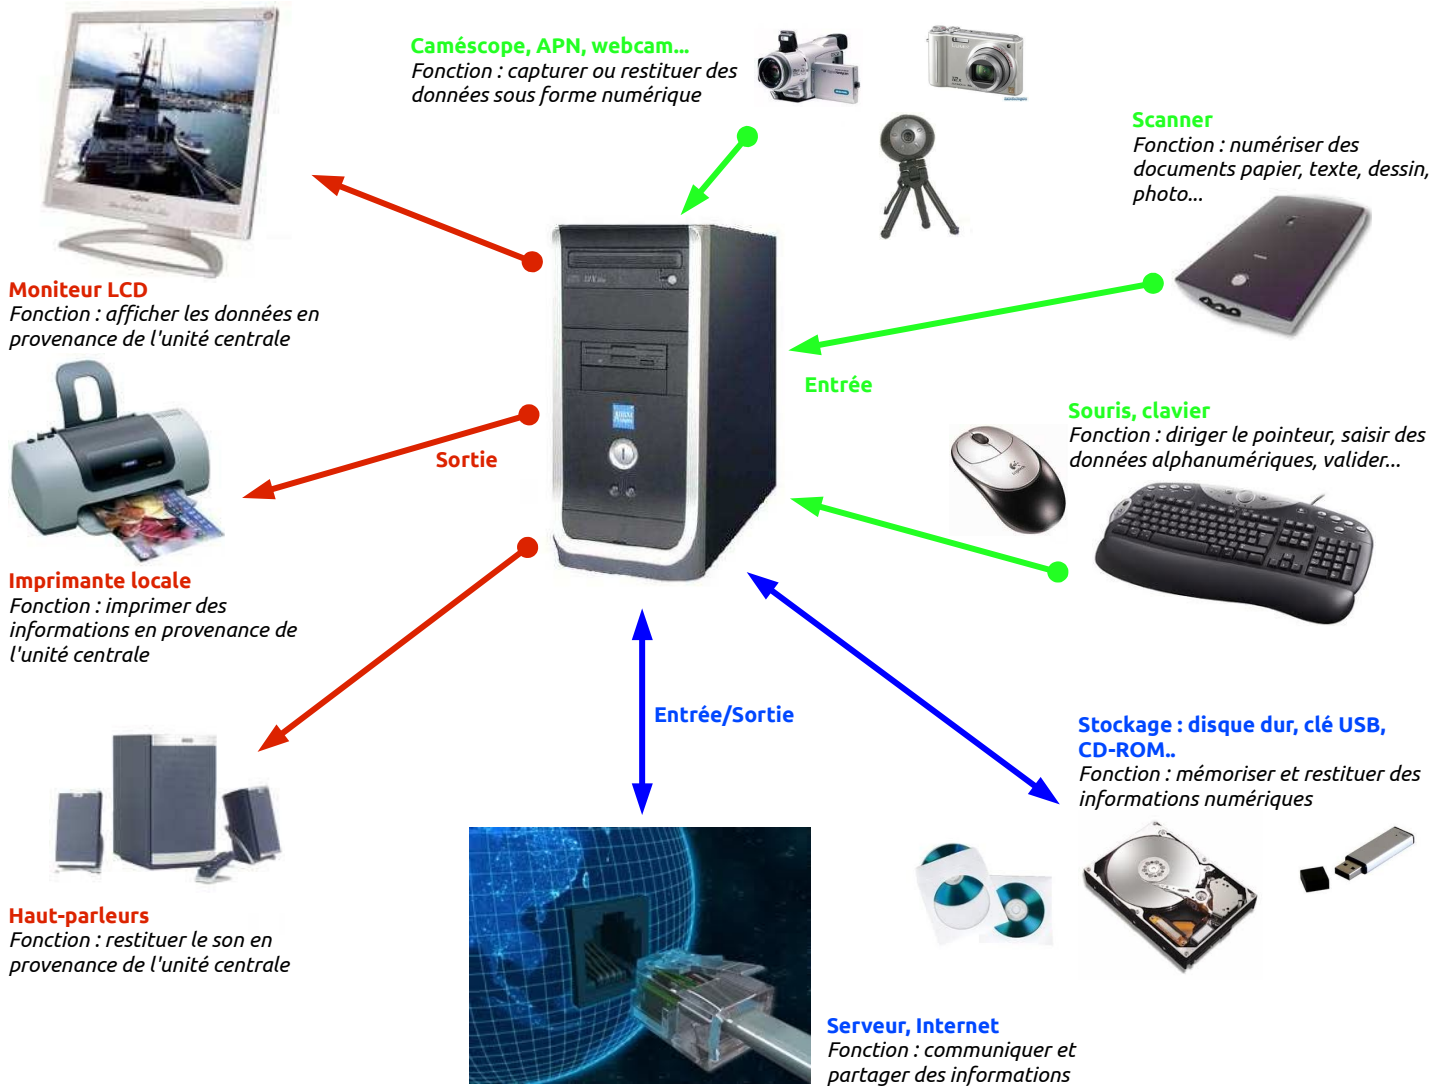 Caméscope, APN, webcam...
Fonction : capturer ou restituer des
données sous forme numérique
Scanner
Fonction : numériser des
documents papier, texte, dessin,
photo...
Moniteur LCD
Fonction : afficher les données en
provenance de l'unité centrale
Entrée
Souris, clavier
Fonction : diriger le pointeur, saisir des
données alphanumériques, valider...
Sortie
Imprimante locale
Fonction : imprimer des
informations en provenance de
l'unité centrale
Entrée/Sortie
Stockage : disque dur, clé USB,
CD-ROM..
Fonction : mémoriser et restituer des
informations numériques
Haut-parleurs
Fonction : restituer le son en
provenance de l'unité centrale
Serveur, Internet
Fonction : communiquer et
partager des informations